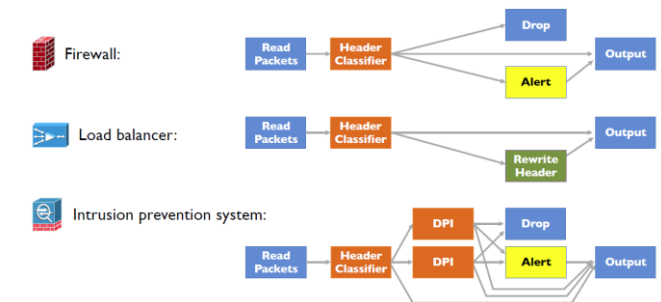 Firewall:
Read
Packets
Header
Classifier
Drop
Alert
Output
Load balancer:
Read
Packets
Header
Classifier
Rewrite
Header
Output
Intrusion prevention system:
Read
Packets
Header
Classifier
DPI
DPI
Drop
Alert
Output